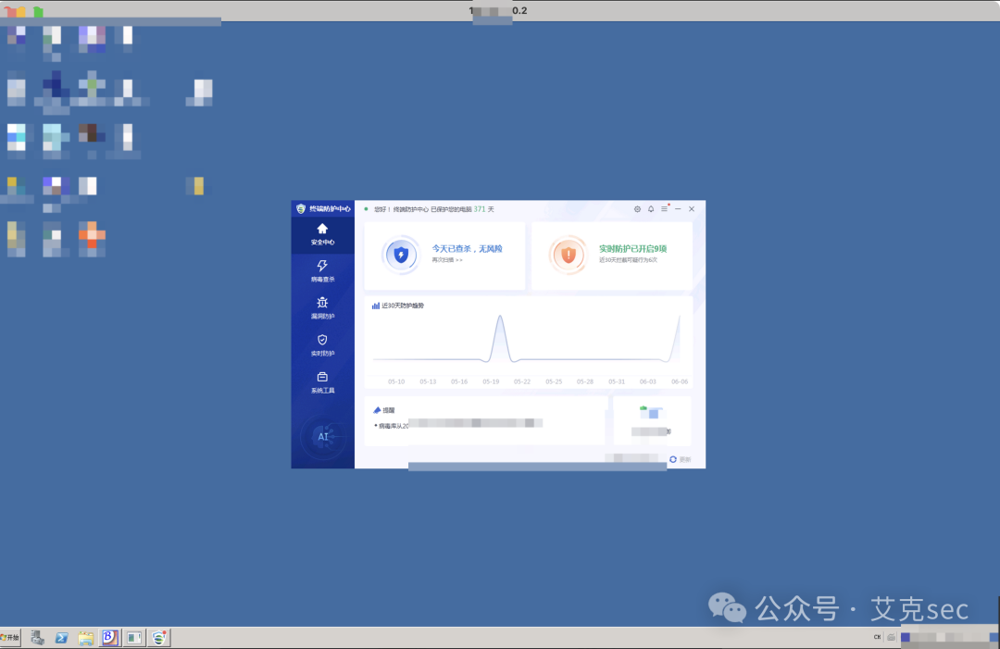 终端防护中心
您好！ 终端防护中心 已保护您的电脑 371 天
安全中心
病毒查杀
漏洞防护
实时防护
系统工具
AI
今天已查杀，无风险
再次扫描 >>
实时防护已开启9项
近30天拦截可疑行为6次
近30天防护趋势
05-10 05-13 05-16 05-19 05-22 05-25 05-28 05-31 06-03 06-06
提醒
病毒库从20
更新
公众号 · 艾克sec
开始
CH